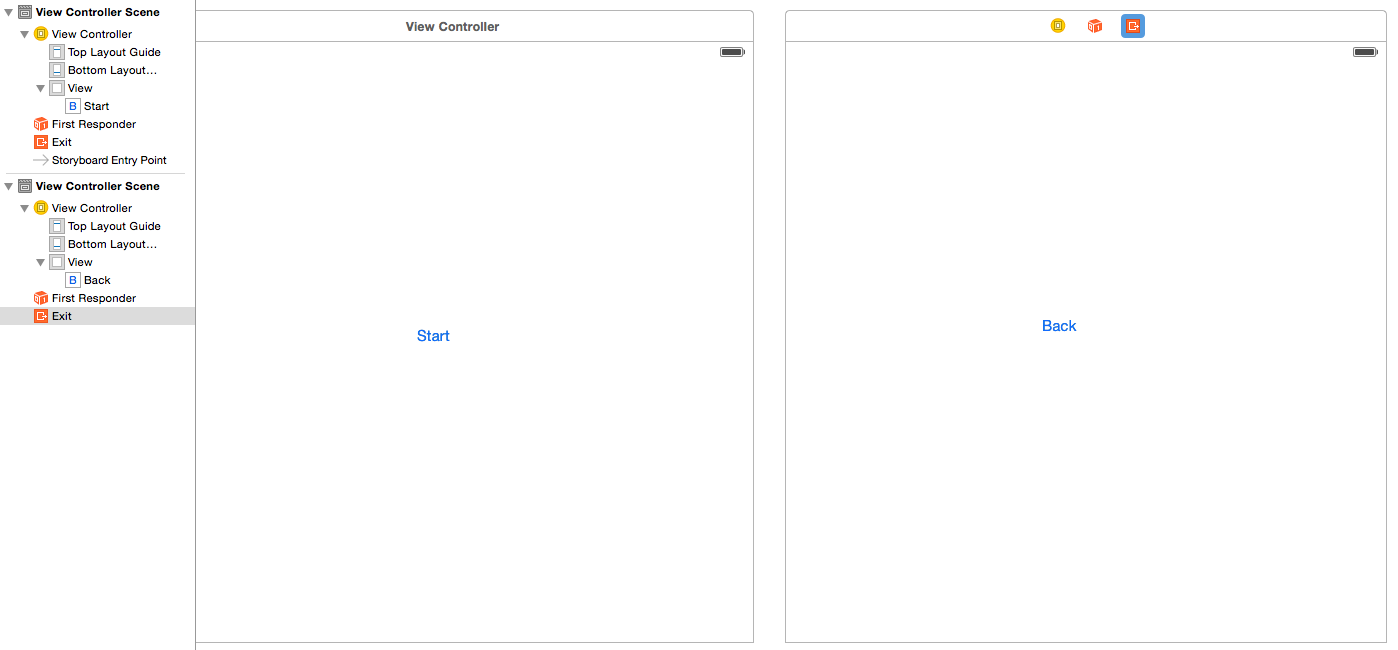 View Controller Scene
View Controller
Top Layout Guide
Bottom Layout...
View
B Start
First Responder
Exit
Storyboard Entry Point
View Controller Scene
View Controller
Top Layout Guide
Bottom Layout...
View
B Back
First Responder
Exit
View Controller
Start
Back